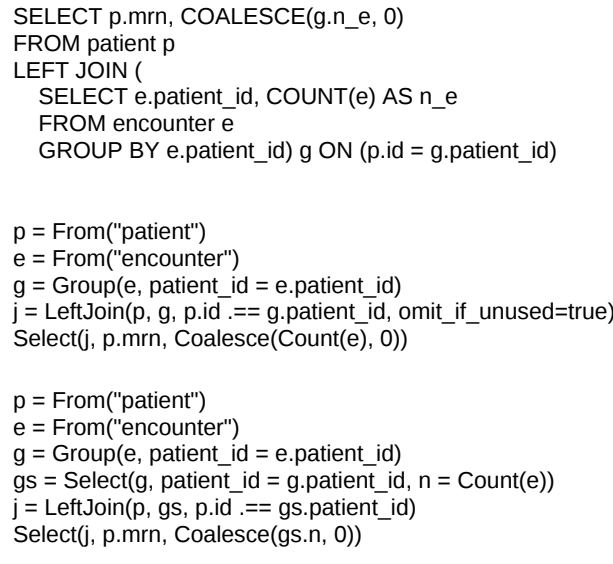 SELECT p.mrn, COALESCE(g.n_e, 0)
FROM patient p
LEFT JOIN (
SELECT e.patient_id, COUNT(e) AS n_e
FROM encounter e
GROUP BY e.patient_id) g ON (p.id = g.patient_id)
p = From("patient")
e = From("encounter")
g = Group(e, patient_id = e.patient_id)
j = LeftJoin(p, g, p.id .== g.patient_id, omit_if_unused=true)
Select(j, p.mrn, Coalesce(Count(e), 0))
p = From("patient")
e = From("encounter")
g = Group(e, patient_id = e.patient_id)
gs = Select(g, patient_id = g.patient_id, n = Count(e))
j = LeftJoin(p, gs, p.id .== gs.patient_id)
Select(j, p.mrn, Coalesce(gs.n, 0))